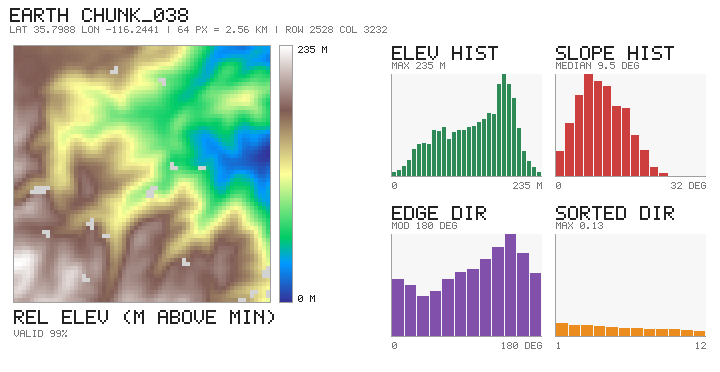 EARTH CHUNK_038
LAT 35.7988 LON -116.2441 | 64 PX = 2.56 KM | ROW 2528 COL 3232
235 M
0 M
REL ELEV (M ABOVE MIN)
VALID 99%
ELEV HIST
MAX 235 M
0 235 M
SLOPE HIST
MEDIAN 9.5 DEG
0 32 DEG
EDGE DIR
MOD 180 DEG
0 180 DEG
SORTED DIR
MAX 0.13
1 12